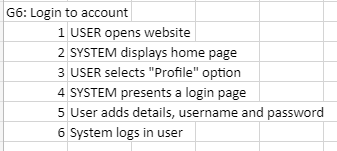 G6: Login to account
1 USER opens website
2 SYSTEM displays home page
3 USER selects "Profile" option
4 SYSTEM presents a login page
5 User adds details, username and password
6 System logs in user